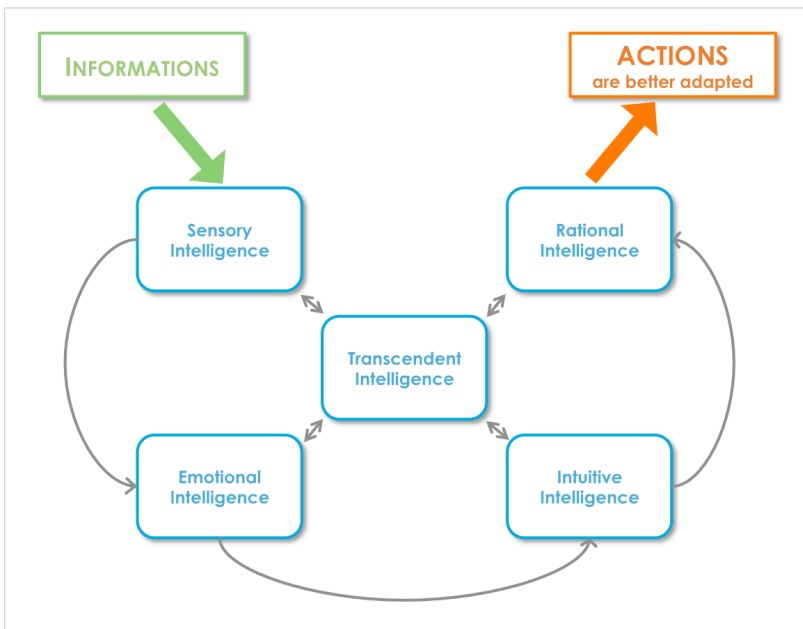 INFORMATIONS
ACTIONS
are better adapted
Sensory
Intelligence
Rational
Intelligence
Transcendent
Intelligence
Emotional
Intelligence
Intuitive
Intelligence